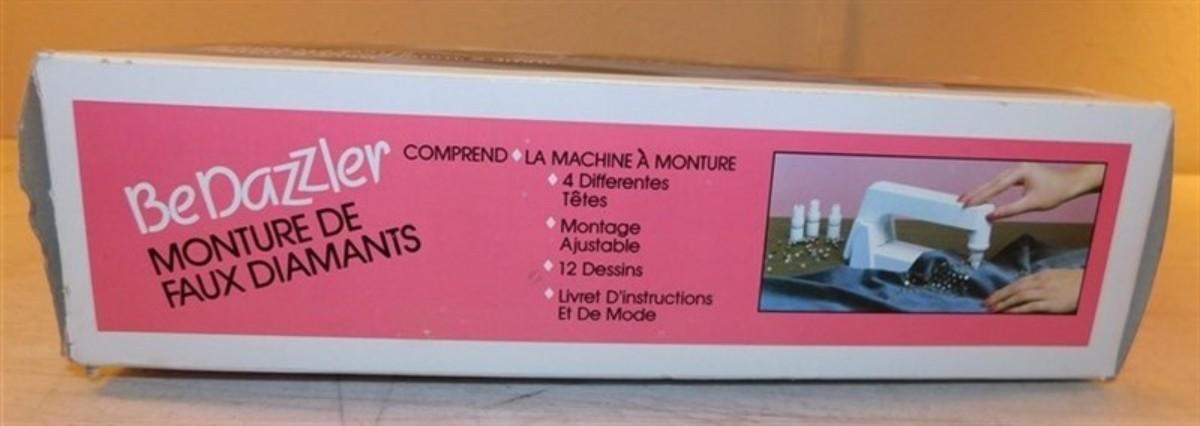 BeDazzler
MONTURE DE
FAUX DIAMANTS
COMPREND ♦ LA MACHINE À MONTURE
♦ 4 Differentes
Têtes
♦ Montage
Ajustable
♦ 12 Dessins
♦ Livret D'instructions
Et De Mode